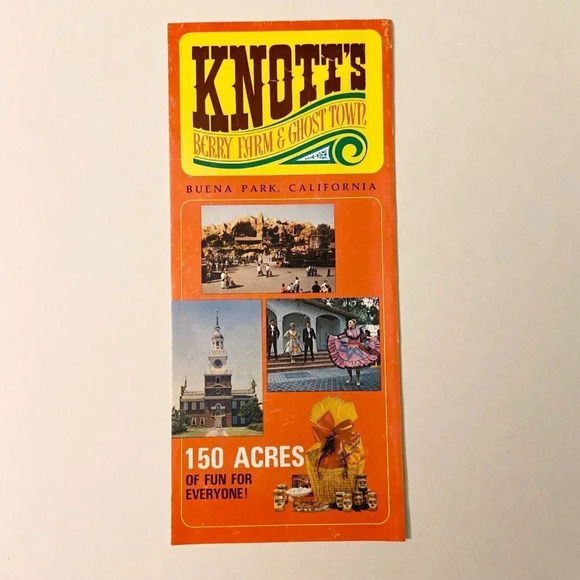 KNOTT'S
BERRY FARM & GHOST TOWN
BUENA PARK, CALIFORNIA
150 ACRES
OF FUN FOR
EVERYONE!